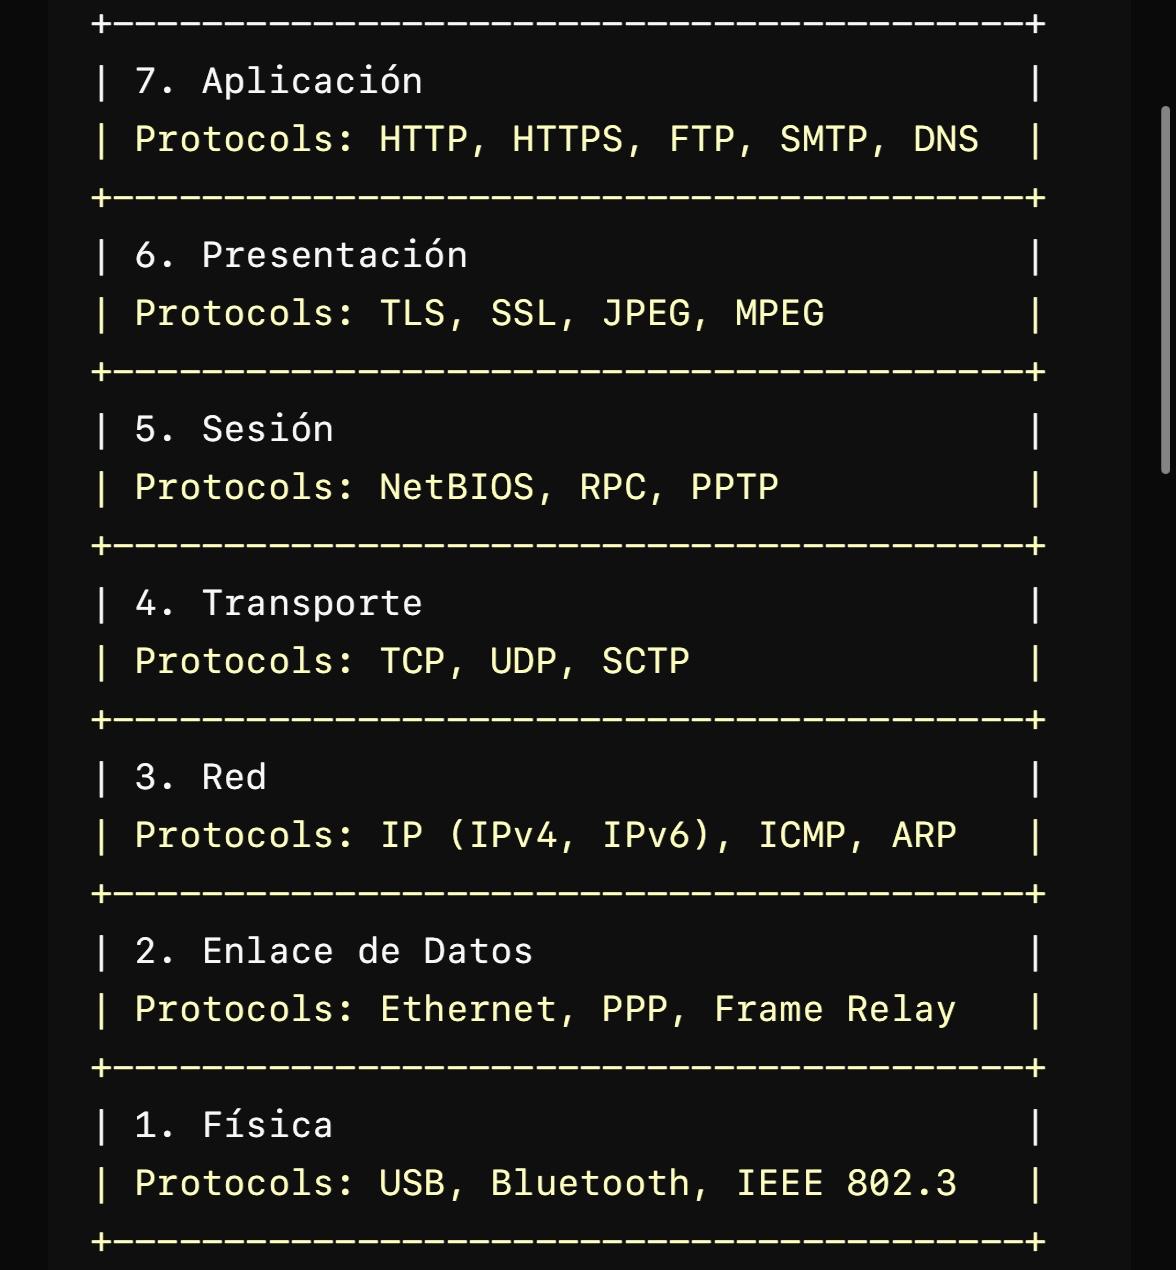 +-----------------------------------------+
| 7. Aplicación                           |
| Protocols: HTTP, HTTPS, FTP, SMTP, DNS  |
+-----------------------------------------+
| 6. Presentación                         |
| Protocols: TLS, SSL, JPEG, MPEG         |
+-----------------------------------------+
| 5. Sesión                               |
| Protocols: NetBIOS, RPC, PPTP           |
+-----------------------------------------+
| 4. Transporte                           |
| Protocols: TCP, UDP, SCTP               |
+-----------------------------------------+
| 3. Red                                  |
| Protocols: IP (IPv4, IPv6), ICMP, ARP   |
+-----------------------------------------+
| 2. Enlace de Datos                      |
| Protocols: Ethernet, PPP, Frame Relay   |
+-----------------------------------------+
| 1. Física                               |
| Protocols: USB, Bluetooth, IEEE 802.3   |
+-----------------------------------------+